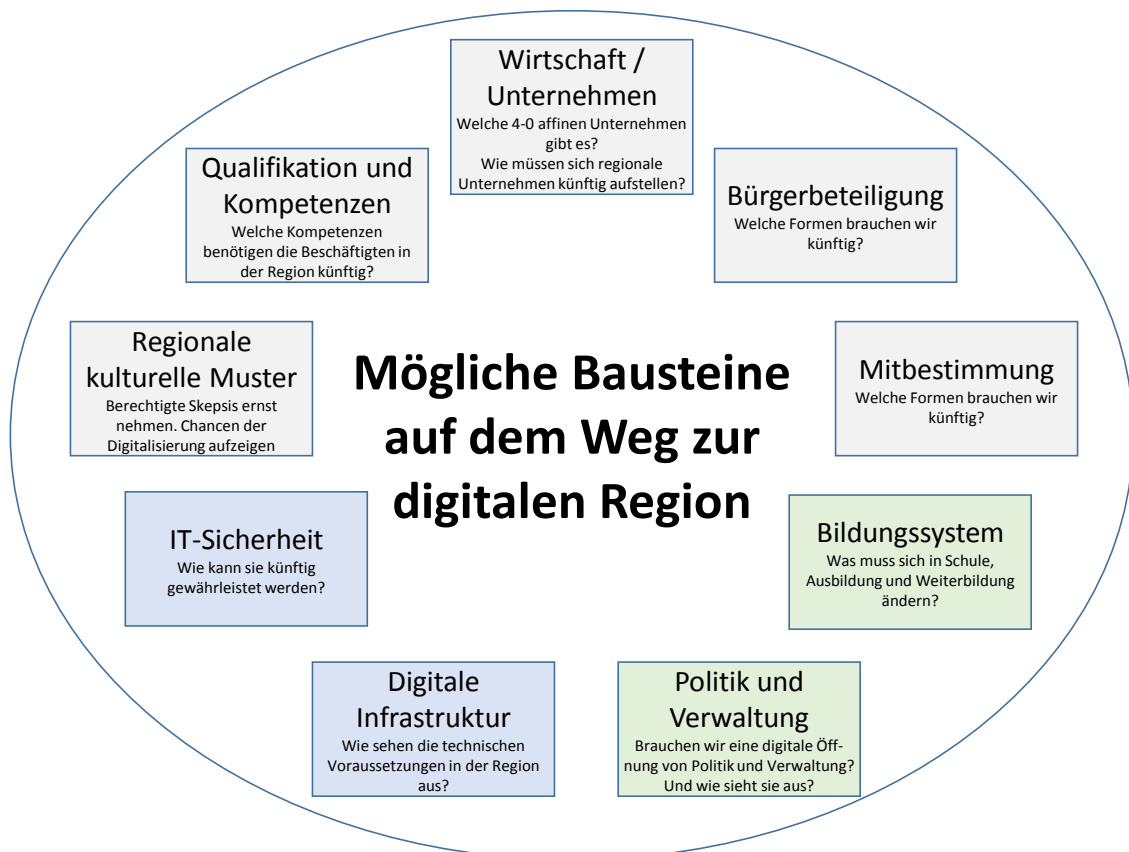 Wirtschaft /
Unternehmen
Welche 4-0 affinen Unternehmen
gibt es?
Wie müssen sich regionale
Unternehmen künftig aufstellen?
Qualifikation und
Kompetenzen
Welche Kompetenzen
benötigen die Beschäftigten in
der Region künftig?
Bürgerbeteiligung
Welche Formen brauchen wir
künftig?
Regionale
kulturelle Muster
Berechtigte Skepsis ernst
nehmen. Chancen der
Digitalisierung aufzeigen
Mögliche Bausteine
auf dem Weg zur
digitalen Region
Mitbestimmung
Welche Formen brauchen wir
künftig?
IT-Sicherheit
Wie kann sie künftig
gewährleistet werden?
Bildungssystem
Was muss sich in Schule,
Ausbildung und Weiterbildung
ändern?
Digitale
Infrastruktur
Wie sehen die technischen
Voraussetzungen in der Region
aus?
Politik und
Verwaltung
Brauchen wir eine digitale Öff-
nung von Politik und Verwaltung?
Und wie sieht sie aus?